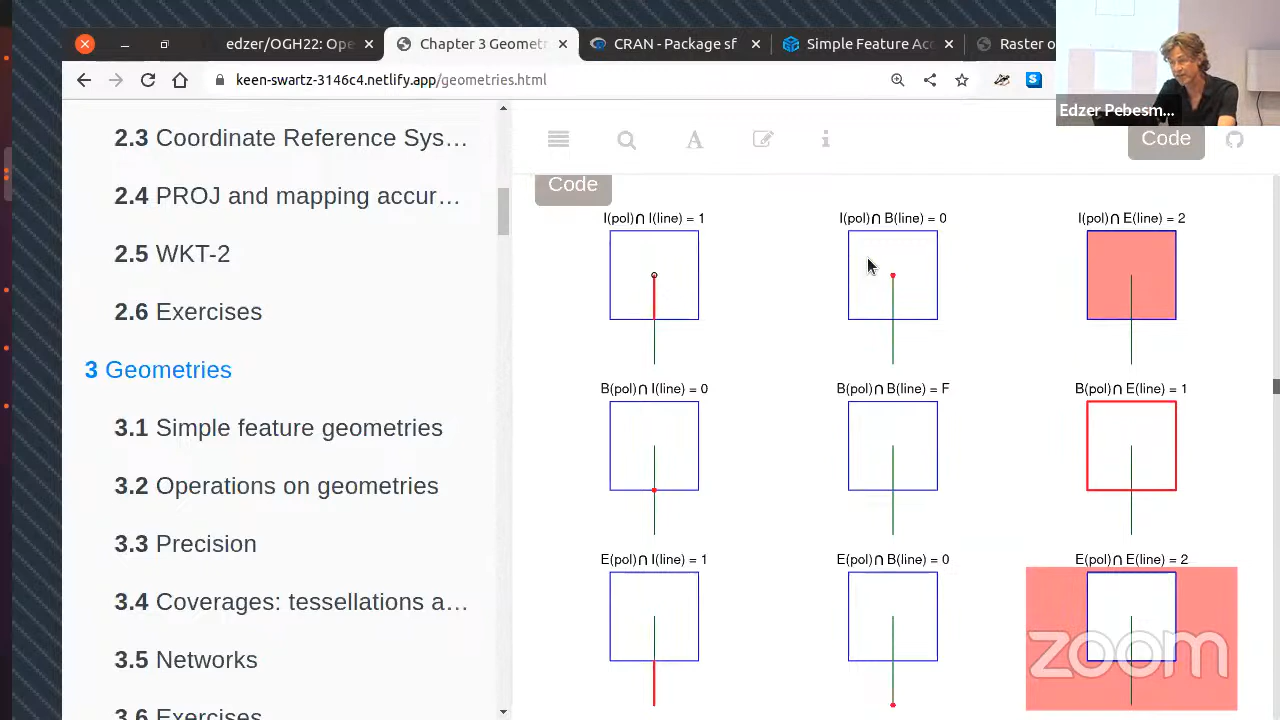 edzer/OGH22: Ope
Chapter 3 Geometr
CRAN - Package sf
Simple Feature Acc
Raster o
keen-swartz-3146c4.netlify.app/geometries.html
Edzer Pebesm...
2.3 Coordinate Reference Sys…
2.4 PROJ and mapping accur…
2.5 WKT-2
2.6 Exercises
3 Geometries
3.1 Simple feature geometries
3.2 Operations on geometries
3.3 Precision
3.4 Coverages: tessellations a…
3.5 Networks
3.6 Exercises
Code
Code
I(pol)∩ I(line) = 1
I(pol)∩ B(line) = 0
I(pol)∩ E(line) = 2
B(pol)∩ I(line) = 0
B(pol)∩ B(line) = F
B(pol)∩ E(line) = 1
E(pol)∩ I(line) = 1
E(pol)∩ B(line) = 0
E(pol)∩ E(line) = 2
zoom